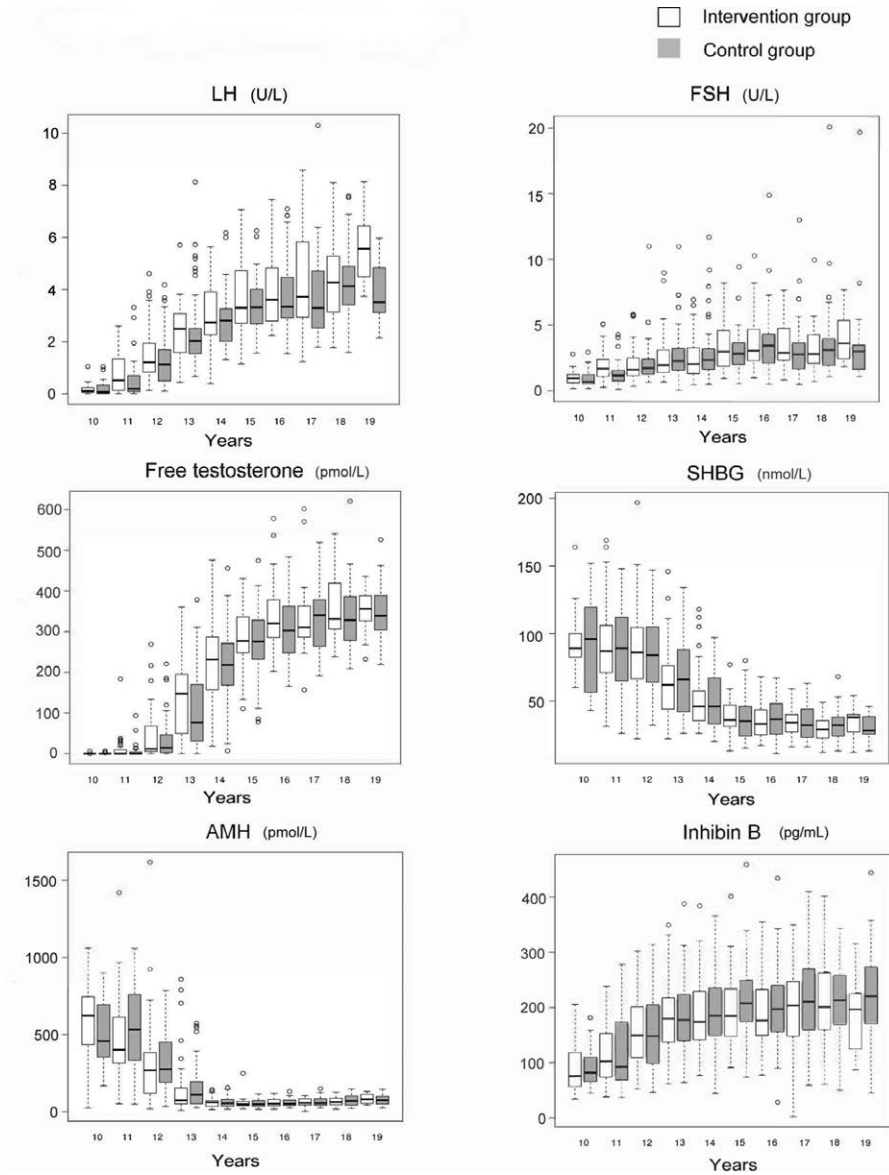 Intervention group
Control group
LH (U/L)
10
8
6
4
2
0
10 11 12 13 14 15 16 17 18 19
Years
FSH (U/L)
20
15
10
5
0
10 11 12 13 14 15 16 17 18 19
Years
Free testosterone (pmol/L)
600
500
400
300
200
100
0
10 11 12 13 14 15 16 17 18 19
Years
SHBG (nmol/L)
200
150
100
50
10 11 12 13 14 15 16 17 18 19
Years
AMH (pmol/L)
1500
1000
500
0
10 11 12 13 14 15 16 17 18 19
Years
Inhibin B (pg/mL)
400
300
200
100
0
10 11 12 13 14 15 16 17 18 19
Years